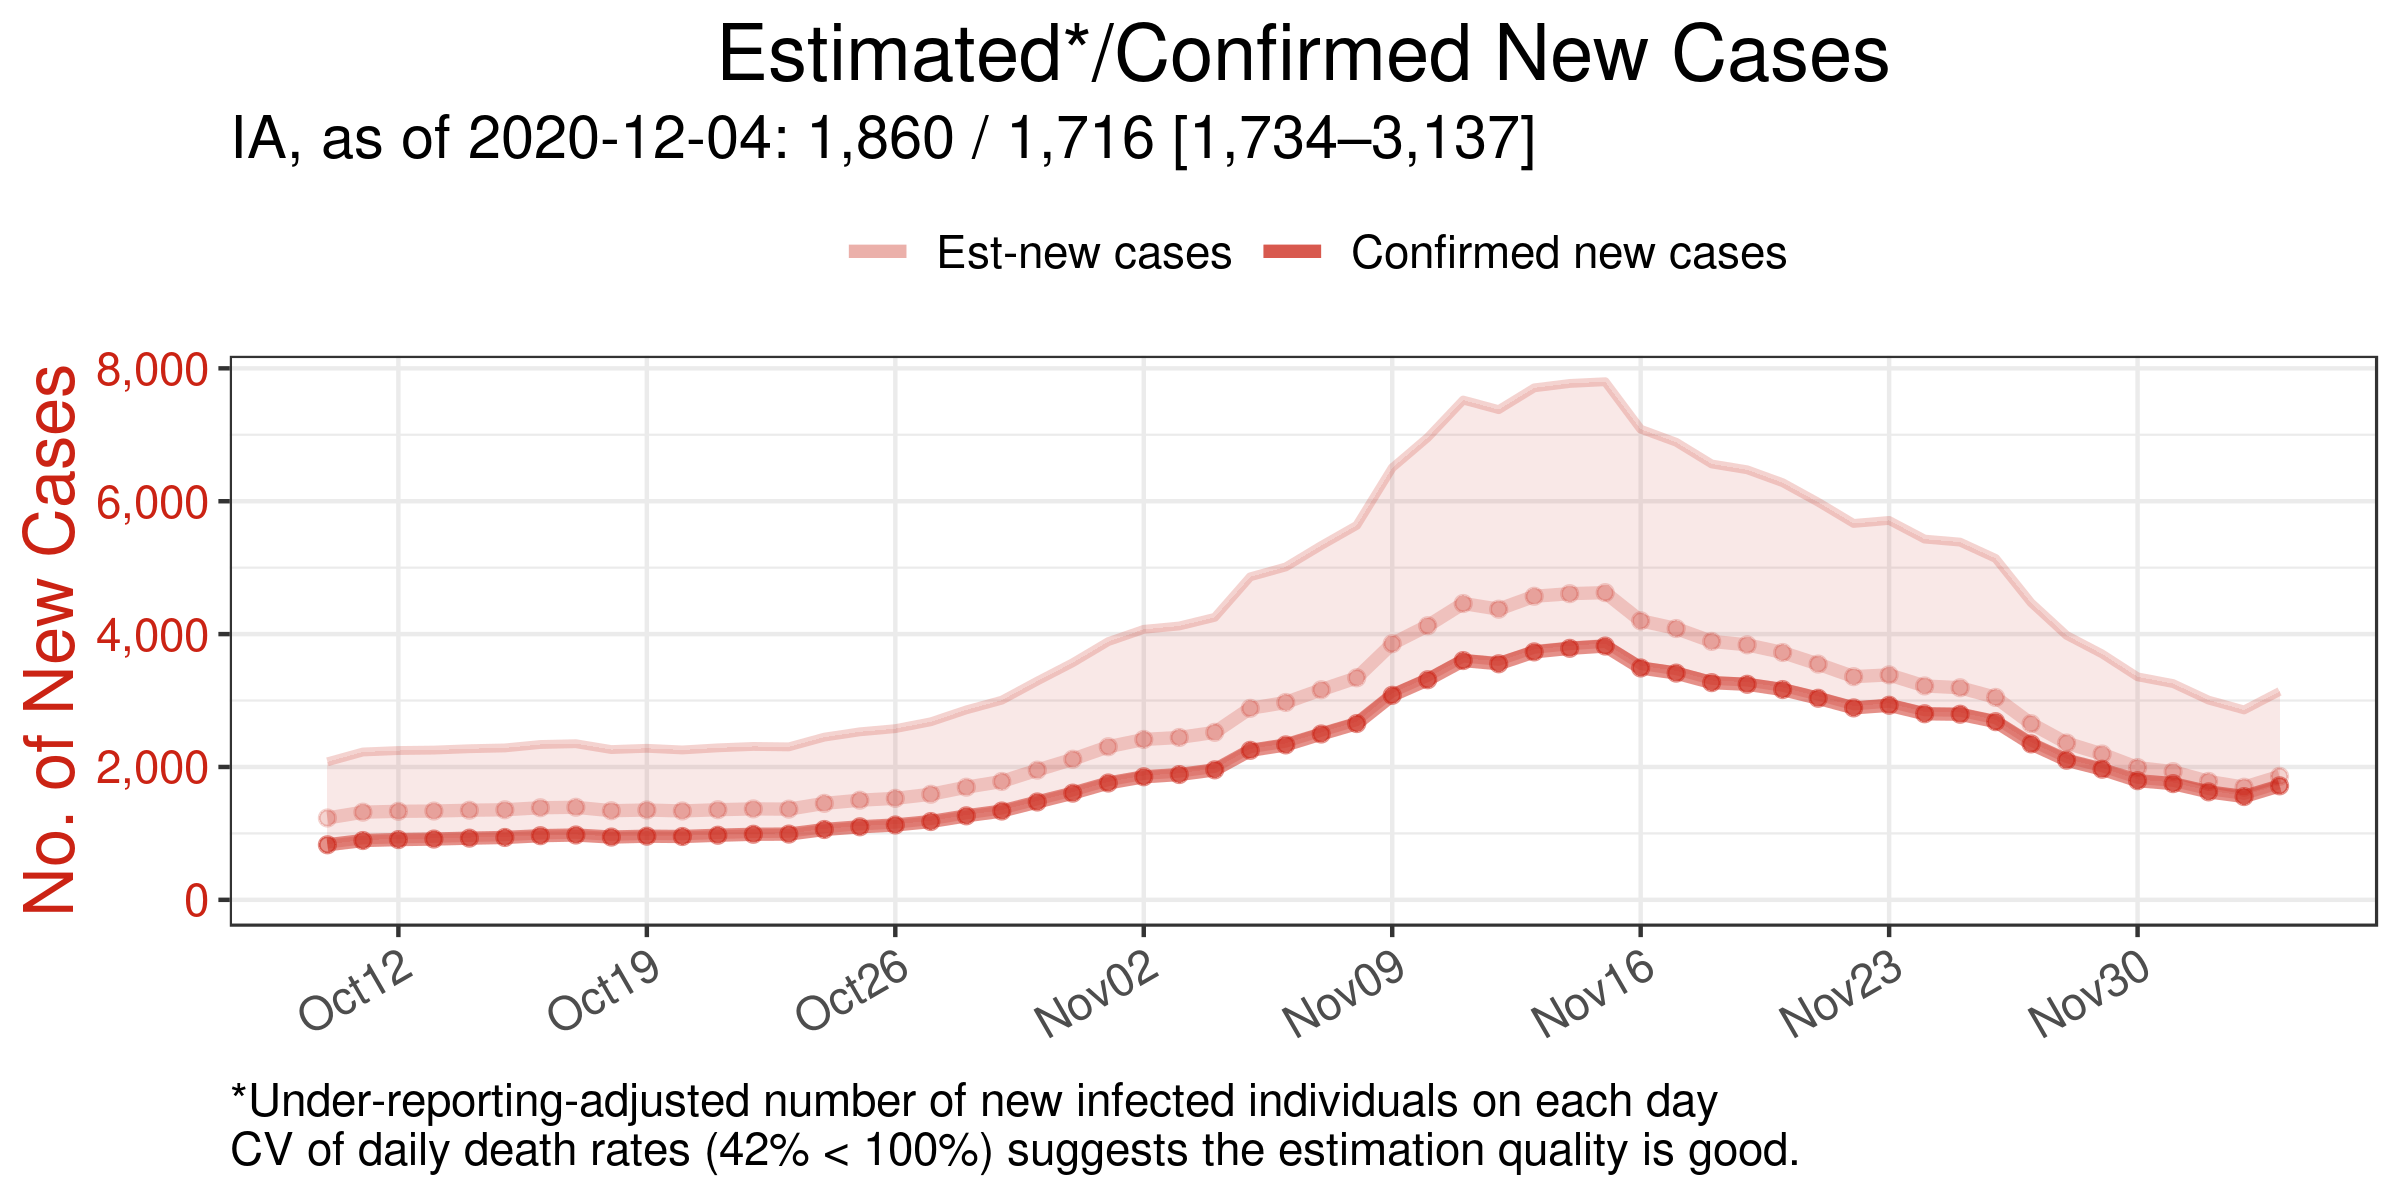 Estimated*/Confirmed New Cases
IA, as of 2020-12-04: 1,860 / 1,716 [1,734–3,137]
Est-new cases
Confirmed new cases
No. of New Cases
8,000
6,000
4,000
2,000
0
Oct12
Oct19
Oct26
Nov02
Nov09
Nov16
Nov23
Nov30
*Under-reporting-adjusted number of new infected individuals on each day
CV of daily death rates (42% < 100%) suggests the estimation quality is good.